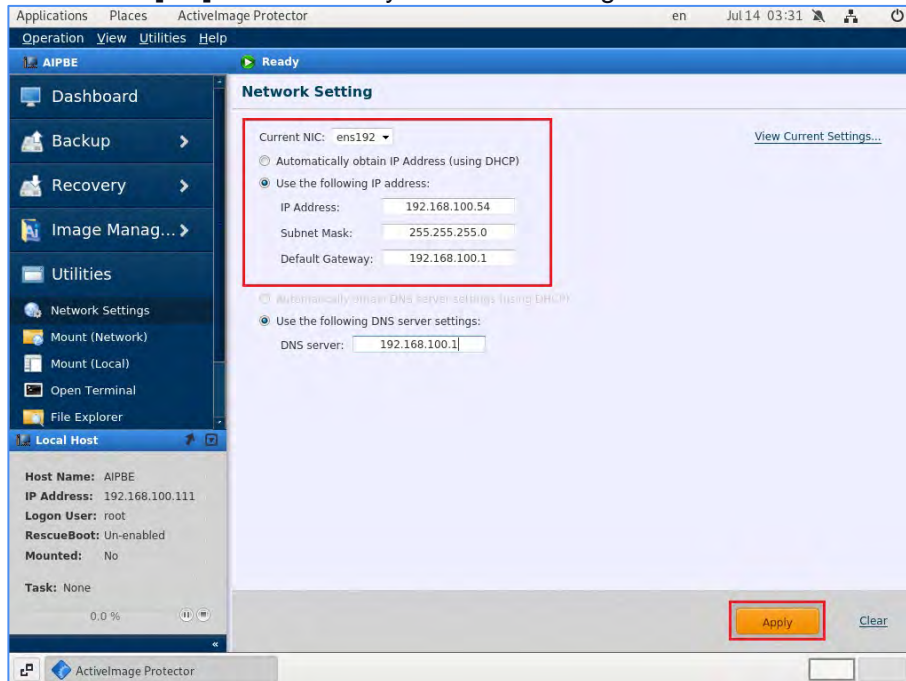 Applications Places ActiveImage Protector en Jul 14 03:31
Operation View Utilities Help
AIPBE Ready
Dashboard
Backup
Recovery
Image Manag...
Utilities
Network Settings
Mount (Network)
Mount (Local)
Open Terminal
File Explorer
Network Setting
Current NIC: ens192
View Current Settings...
Automatically obtain IP Address (using DHCP)
Use the following IP address:
IP Address: 192.168.100.54
Subnet Mask: 255.255.255.0
Default Gateway: 192.168.100.1
Automatically obtain DNS server settings (using DHCP)
Use the following DNS server settings:
DNS server: 192.168.100.1
Local Host
Host Name: AIPBE
IP Address: 192.168.100.111
Logon User: root
RescueBoot: Un-enabled
Mounted: No
Task: None
0.0 %
Apply Clear
«
ActiveImage Protector